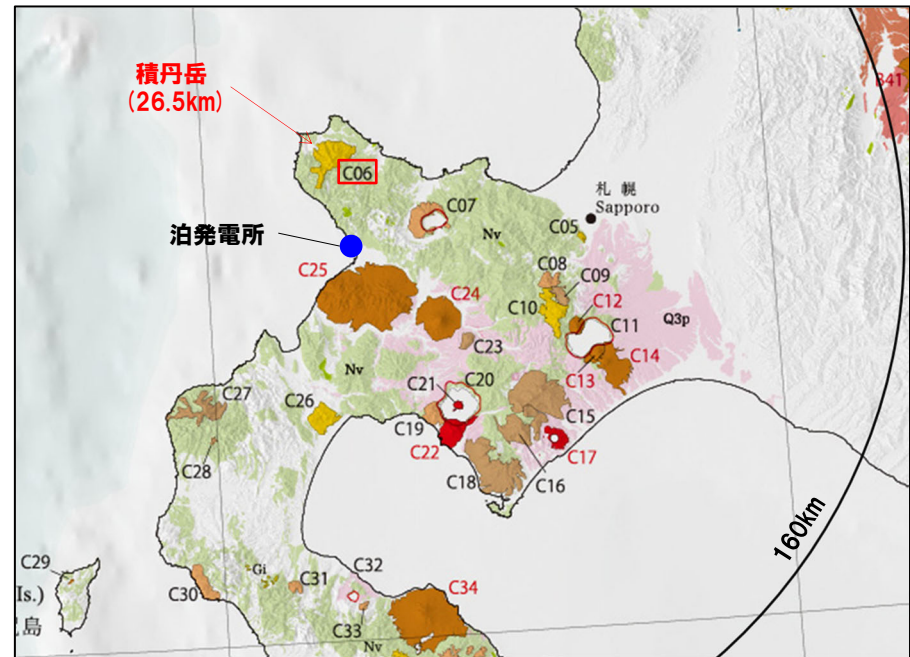 積丹岳
(26.5km)
B41
C06
札 幌
Sapporo
C07
C05
Nv
泊発電所
C08
C09
C25
C24
C10
C12
C11
Q3p
C23
C14
Nv
C21
C20
C13
C27
C26
C15
C19
C22
C17
C28
C18
C16
160km
C29
C32
Gi
C31
C34
Is.)
C30
C33
島
Nv